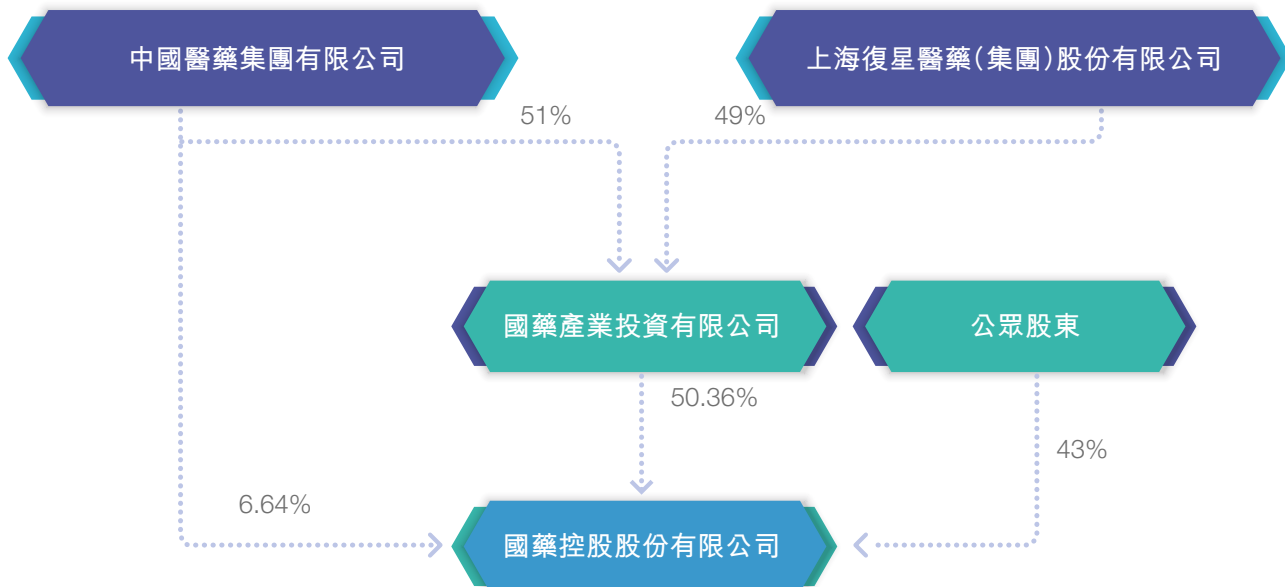 中國醫藥集團有限公司
上海復星醫藥(集團)股份有限公司
51%
49%
國藥產業投資有限公司
公眾股東
50.36%
43%
6.64%
國藥控股股份有限公司